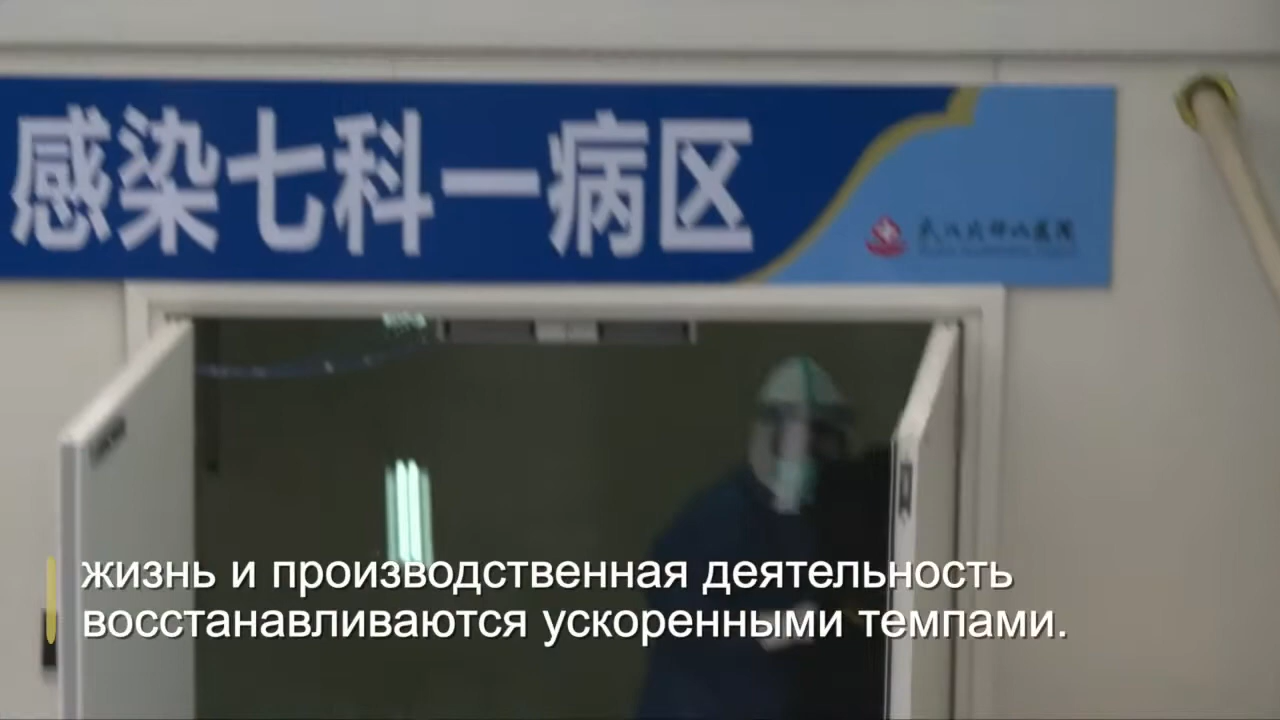 感染七科一病区
жизнь и производственная деятельность
восстанавливаются ускоренными темпами.